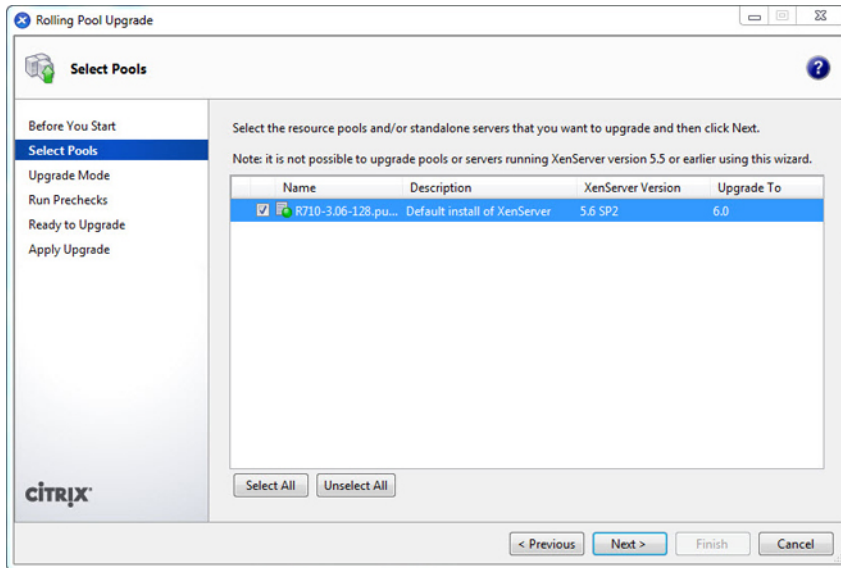 Rolling Pool Upgrade
Select Pools
?
Before You Start
Select Pools
Upgrade Mode
Run Prechecks
Ready to Upgrade
Apply Upgrade
Select the resource pools and/or standalone servers that you want to upgrade and then click Next.
Note: it is not possible to upgrade pools or servers running XenServer version 5.5 or earlier using this wizard.
Name Description XenServer Version Upgrade To
R710-3.06-128.pu... Default install of XenServer 5.6 SP2 6.0
Select All Unselect All
CITRIX
< Previous Next > Finish Cancel